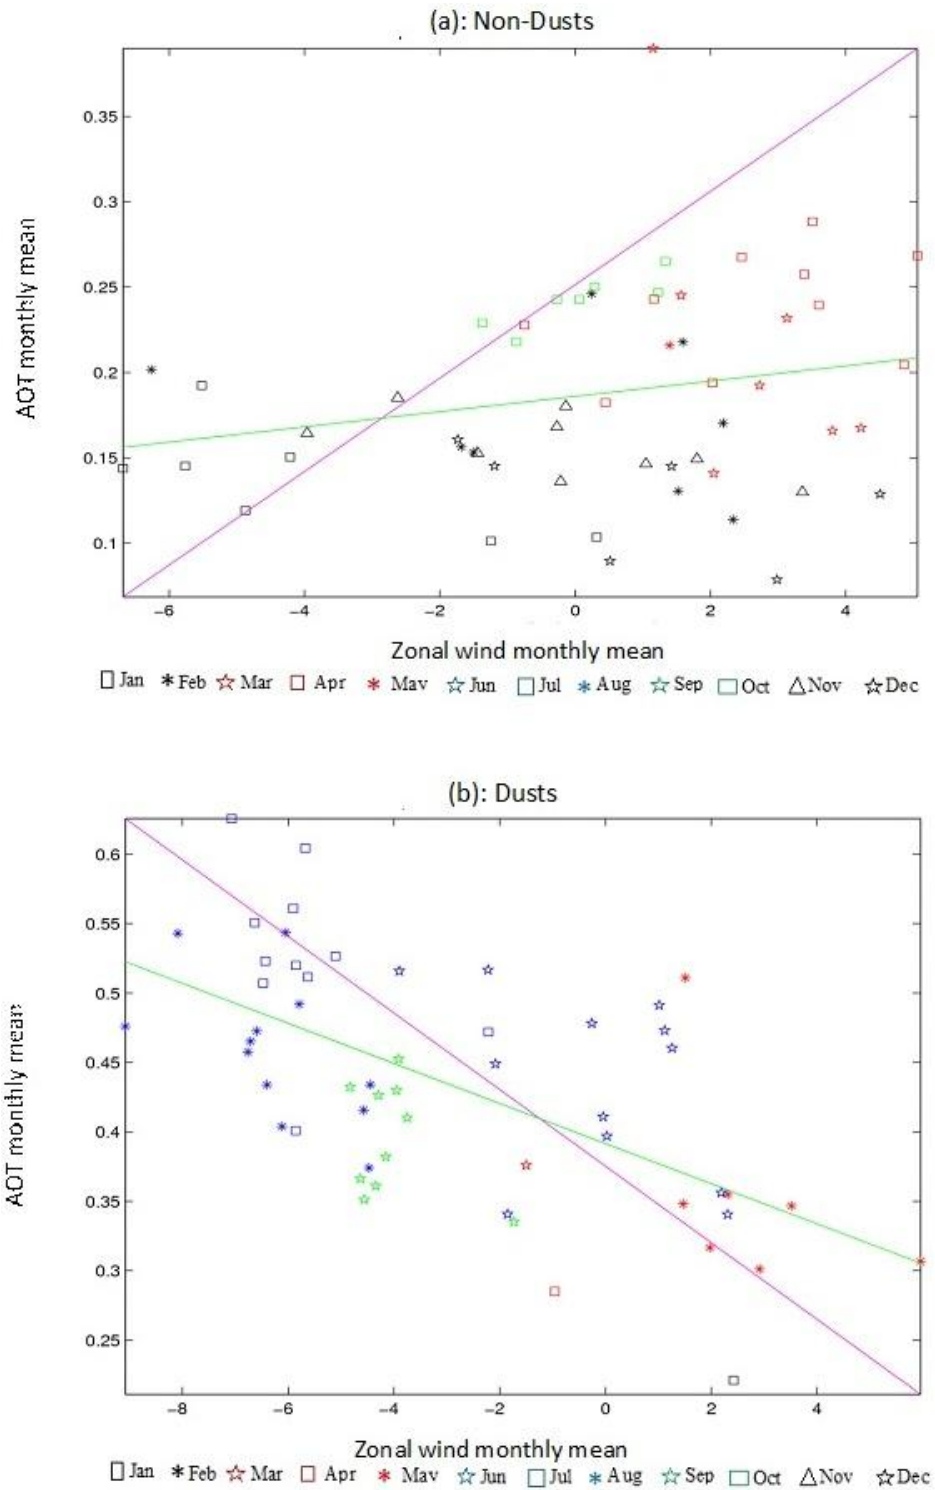 (a): Non-Dusts
0.35
0.3
0.25
0.2
0.15
0.1
AOT monthly mean
−6 −4 −2 0 2 4
Zonal wind monthly mean
Jan Feb Mar Apr Mav Jun Jul Aug Sep Oct Nov Dec
(b): Dusts
0.6
0.55
0.5
0.45
0.4
0.35
0.3
0.25
AOT monthly mean
−8 −6 −4 −2 0 2 4
Zonal wind monthly mean
Jan Feb Mar Apr Mav Jun Jul Aug Sep Oct Nov Dec